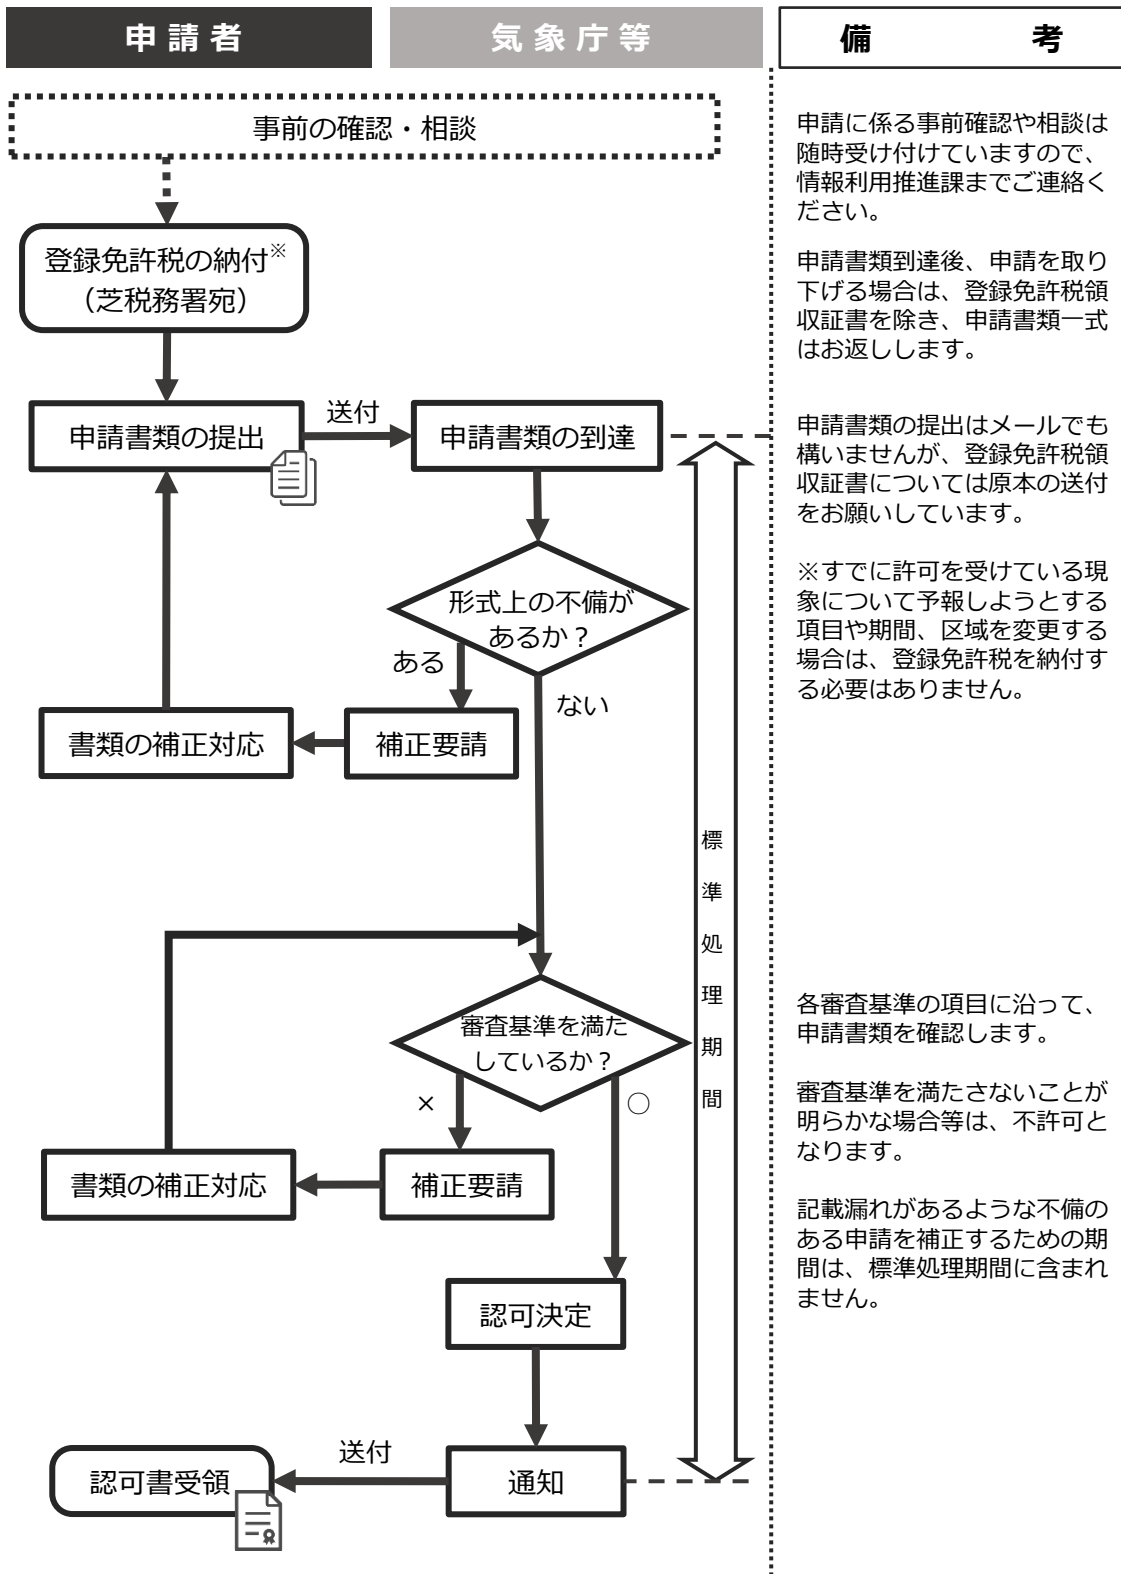 申請者
気象庁等
備考
事前の確認・相談
登録免許税の納付※
（芝税務署宛）
申請書類の提出
送付
申請書類の到達
形式上の不備が
あるか？
ある
ない
書類の補正対応
補正要請
標準処理期間
審査基準を満た
しているか？
×
○
書類の補正対応
補正要請
認可決定
認可書受領
送付
通知
申請に係る事前確認や相談は
随時受け付けていますので、
情報利用推進課までご連絡く
ださい。
申請書類到達後、申請を取り
下げる場合は、登録免許税領
収証書を除き、申請書類一式
はお返しします。
申請書類の提出はメールでも
構いませんが、登録免許税領
収証書については原本の送付
をお願いしています。
※すでに許可を受けている現
象について予報しようとする
項目や期間、区域を変更する
場合は、登録免許税を納付す
る必要はありません。
各審査基準の項目に沿って、
申請書類を確認します。
審査基準を満たさないことが
明らかな場合等は、不許可と
なります。
記載漏れがあるような不備の
ある申請を補正するための期
間は、標準処理期間に含まれ
ません。